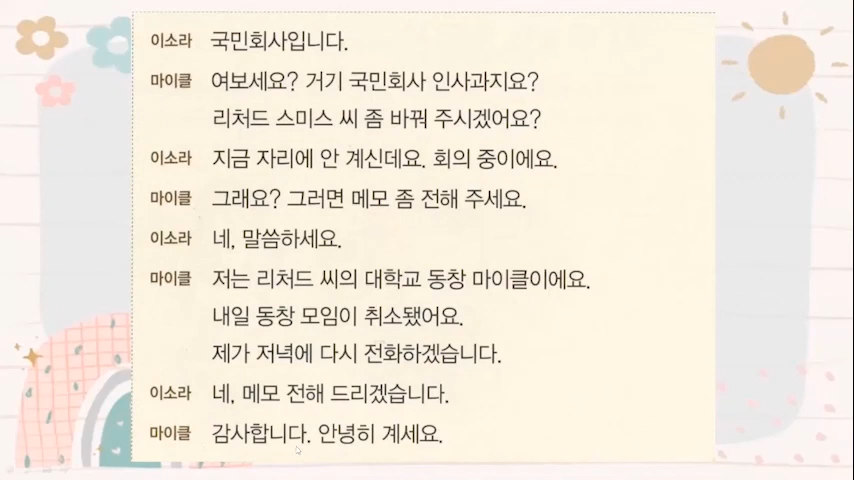 이소라 국민회사입니다.
마이클 여보세요? 거기 국민회사 인사과지요?
리처드 스미스 씨 좀 바꿔 주시겠어요?
이소라 지금 자리에 안 계신데요. 회의 중이에요.
마이클 그래요? 그러면 메모 좀 전해 주세요.
이소라 네, 말씀하세요.
마이클 저는 리처드 씨의 대학교 동창 마이클이에요.
내일 동창 모임이 취소됐어요.
제가 저녁에 다시 전화하겠습니다.
이소라 네, 메모 전해 드리겠습니다.
마이클 감사합니다. 안녕히 계세요.